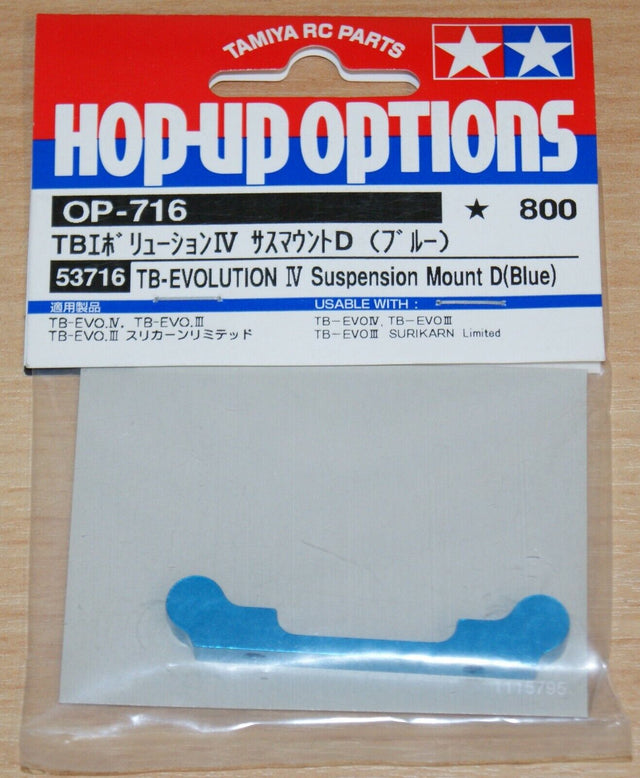 TAMIYA RC PARTS
HOP-UP OPTIONS
OP-716 ★ 800
TBエボリューションⅣ サスマウントD (ブルー)
53716 TB-EVOLUTION Ⅳ Suspension Mount D(Blue)
適用製品 USABLE WITH :
TB-EVO.Ⅳ, TB-EVO.Ⅲ TB-EVOⅣ, TB-EVOⅢ
TB-EVO.Ⅲ スリカーンリミテッド TB-EVOⅢ SURIKARN Limited
1115795